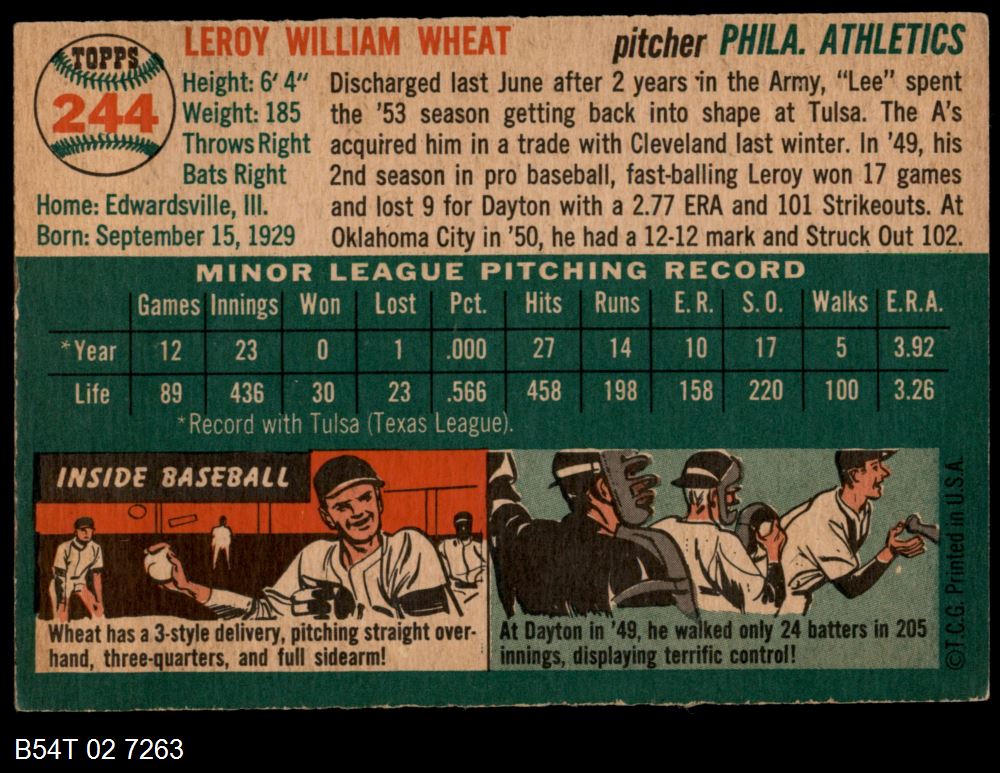 TOPPS
244
LEROY WILLIAM WHEAT
pitcher PHILA. ATHLETICS
Height: 6' 4"
Weight: 185
Throws Right
Bats Right
Home: Edwardsville, Ill.
Born: September 15, 1929
Discharged last June after 2 years in the Army, "Lee" spent
the '53 season getting back into shape at Tulsa. The A's
acquired him in a trade with Cleveland last winter. In '49, his
2nd season in pro baseball, fast-balling Leroy won 17 games
and lost 9 for Dayton with a 2.77 ERA and 101 Strikeouts. At
Oklahoma City in '50, he had a 12-12 mark and Struck Out 102.
MINOR LEAGUE PITCHING RECORD
Games Innings Won Lost Pct. Hits Runs E.R. S.O. Walks E.R.A.
*Year 12 23 0 1 .000 27 14 10 17 5 3.92
Life 89 436 30 23 .566 458 198 158 220 100 3.26
*Record with Tulsa (Texas League).
INSIDE BASEBALL
Wheat has a 3-style delivery, pitching straight over-
hand, three-quarters, and full sidearm!
At Dayton in '49, he walked only 24 batters in 205
innings, displaying terrific control!
©T.C.G. Printed in U.S.A.
B54T 02 7263